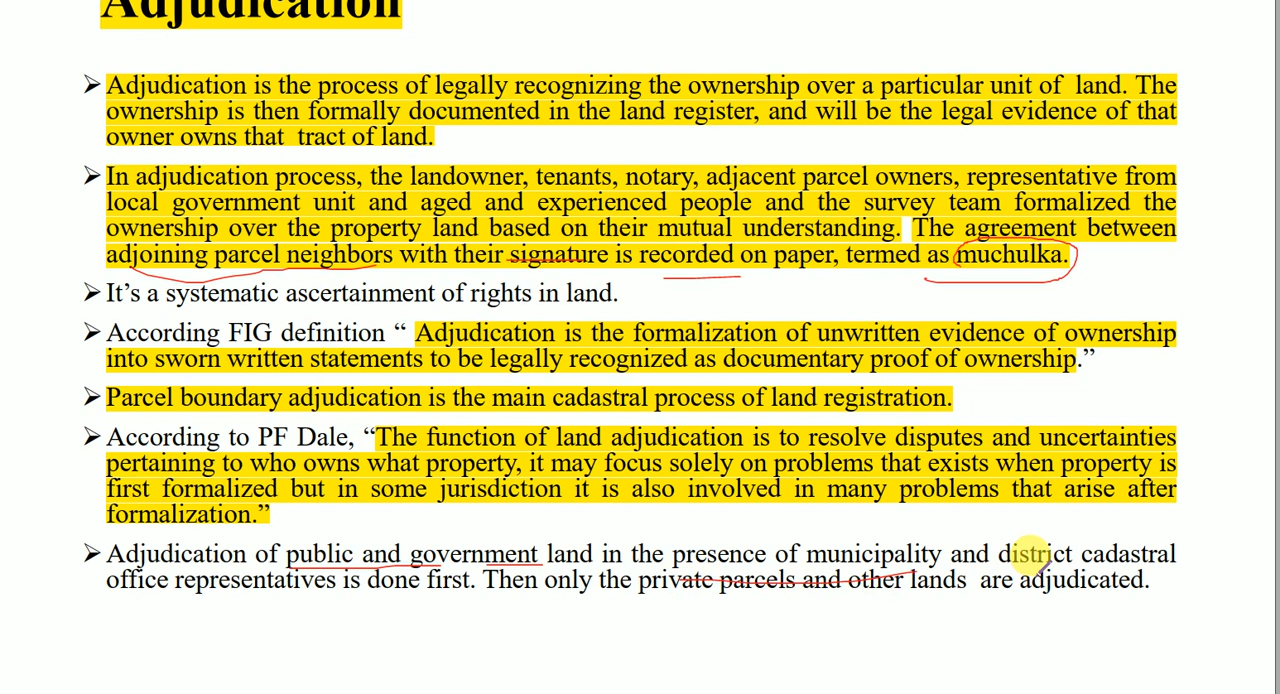 Adjudication
➢ Adjudication is the process of legally recognizing the ownership over a particular unit of land. The
ownership is then formally documented in the land register, and will be the legal evidence of that
owner owns that tract of land.
➢ In adjudication process, the landowner, tenants, notary, adjacent parcel owners, representative from
local government unit and aged and experienced people and the survey team formalized the
ownership over the property land based on their mutual understanding. The agreement between
adjoining parcel neighbors with their signature is recorded on paper, termed as muchulka.
➢ It’s a systematic ascertainment of rights in land.
➢ According FIG definition “ Adjudication is the formalization of unwritten evidence of ownership
into sworn written statements to be legally recognized as documentary proof of ownership.”
➢ Parcel boundary adjudication is the main cadastral process of land registration.
➢ According to PF Dale, “The function of land adjudication is to resolve disputes and uncertainties
pertaining to who owns what property, it may focus solely on problems that exists when property is
first formalized but in some jurisdiction it is also involved in many problems that arise after
formalization.”
➢ Adjudication of public and government land in the presence of municipality and district cadastral
office representatives is done first. Then only the private parcels and other lands are adjudicated.